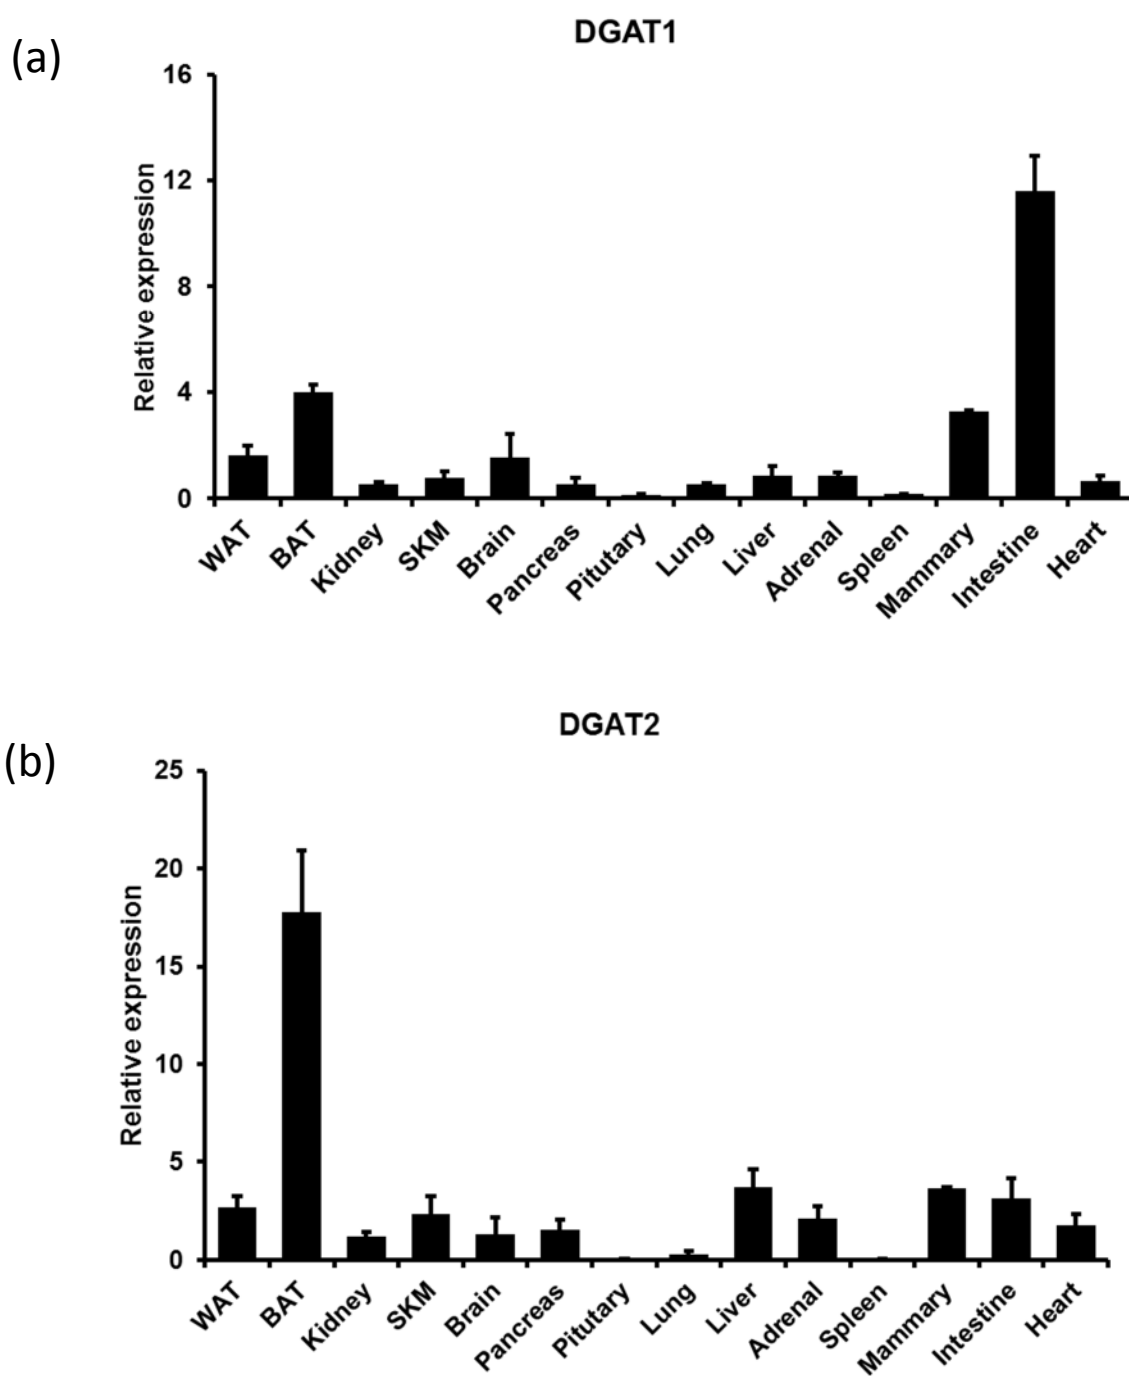 (a)
DGAT1
Relative expression
16
12
8
4
0
WAT
BAT
Kidney
SKM
Brain
Pancreas
Pitutary
Lung
Liver
Adrenal
Spleen
Mammary
Intestine
Heart
(b)
DGAT2
Relative expression
25
20
15
10
5
0
WAT
BAT
Kidney
SKM
Brain
Pancreas
Pitutary
Lung
Liver
Adrenal
Spleen
Mammary
Intestine
Heart